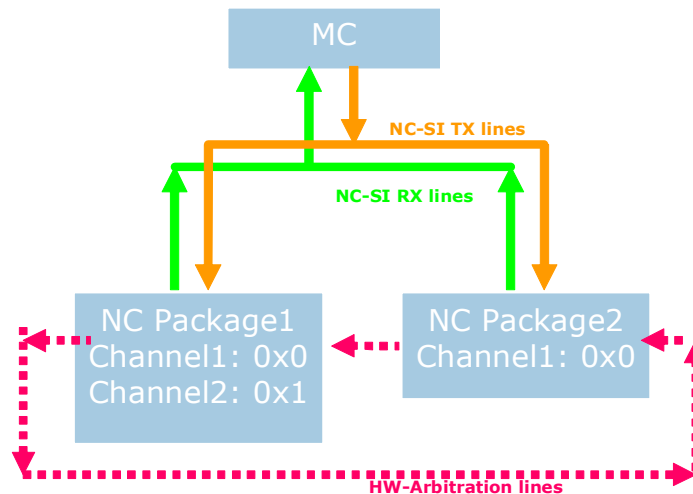 MC
NC-SI TX lines
NC-SI RX lines
NC Package1
Channel1: 0x0
Channel2: 0x1
NC Package2
Channel1: 0x0
HW-Arbitration lines